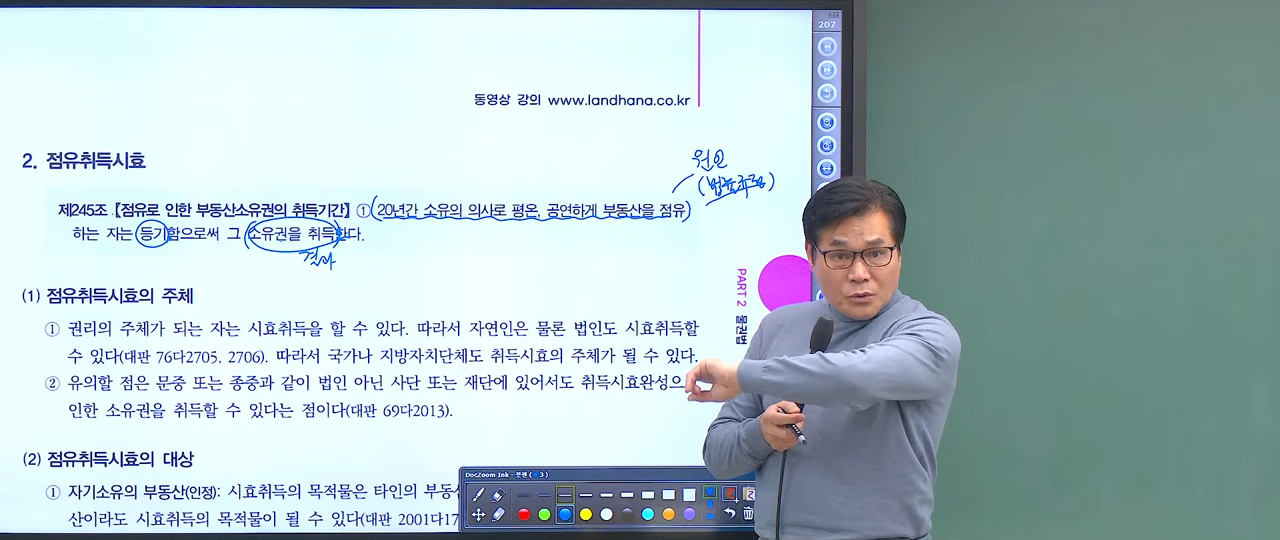 207
동영상 강의 www.landhana.co.kr
2. 점유취득시효
원인
(법률규정)
제245조 【점유로 인한 부동산소유권의 취득기간】 ① 20년간 소유의 의사로 평온, 공연하게 부동산을 점유
하는 자는 등기함으로써 그 소유권을 취득한다.
결과
(1) 점유취득시효의 주체
① 권리의 주체가 되는 자는 시효취득을 할 수 있다. 따라서 자연인은 물론 법인도 시효취득할
수 있다(대판 76다2705, 2706). 따라서 국가나 지방자치단체도 취득시효의 주체가 될 수 있다.
② 유의할 점은 문중 또는 종중과 같이 법인 아닌 사단 또는 재단에 있어서도 취득시효완성으
인한 소유권을 취득할 수 있다는 점이다(대판 69다2013).
PART 2 물권법
(2) 점유취득시효의 대상
① 자기소유의 부동산(인정): 시효취득의 목적물은 타인의 부동
산이라도 시효취득의 목적물이 될 수 있다(대판 2001다17
DocZoom Ink - 붓펜 ( 3 )